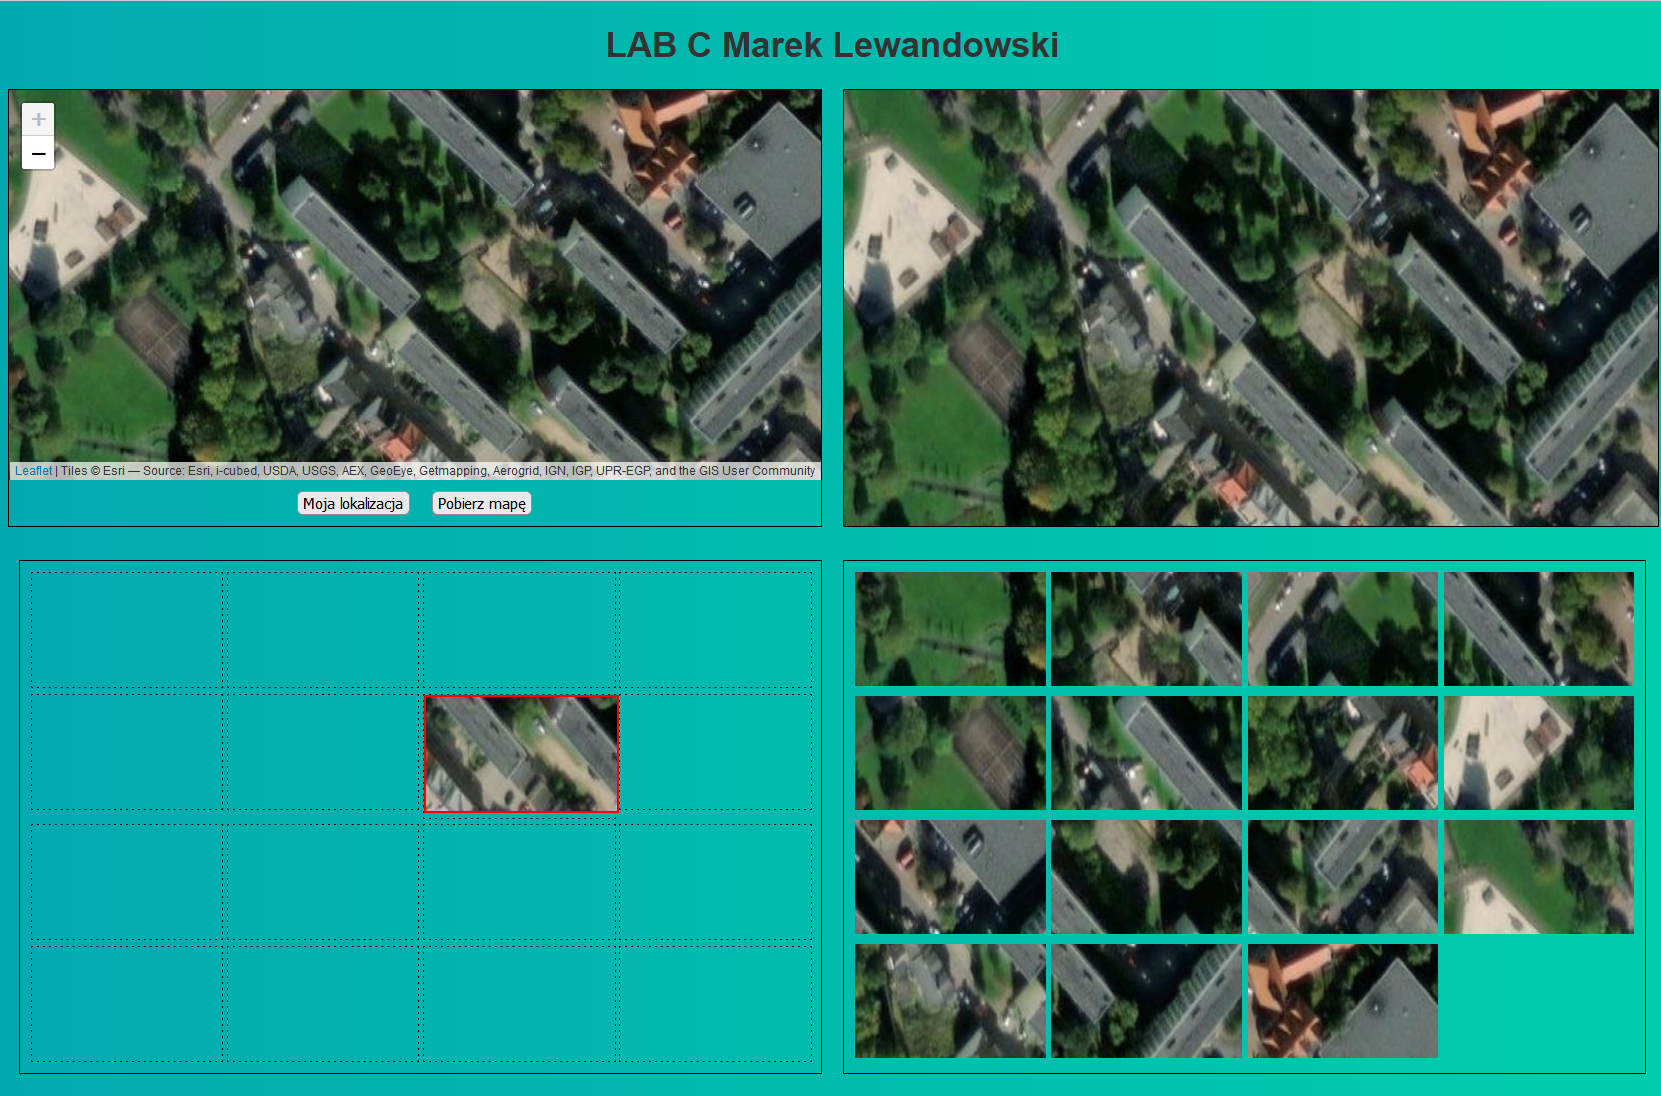 LAB C Marek Lewandowski
+
−
Leaflet | Tiles © Esri — Source: Esri, i-cubed, USDA, USGS, AEX, GeoEye, Getmapping, Aerogrid, IGN, IGP, UPR-EGP, and the GIS User Community
Moja lokalizacja Pobierz mapę